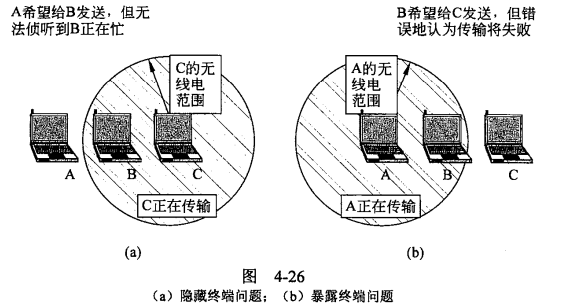 A希望给B发送，但无
法侦听到B正在忙
B希望给C发送，但错
误地认为传输将失败
C的无
线电
范围
A的无
线电
范围
A
B
C
A
B
C
C正在传输
A正在传输
(a)
(b)
图 4-26
（a）隐藏终端问题；（b）暴露终端问题